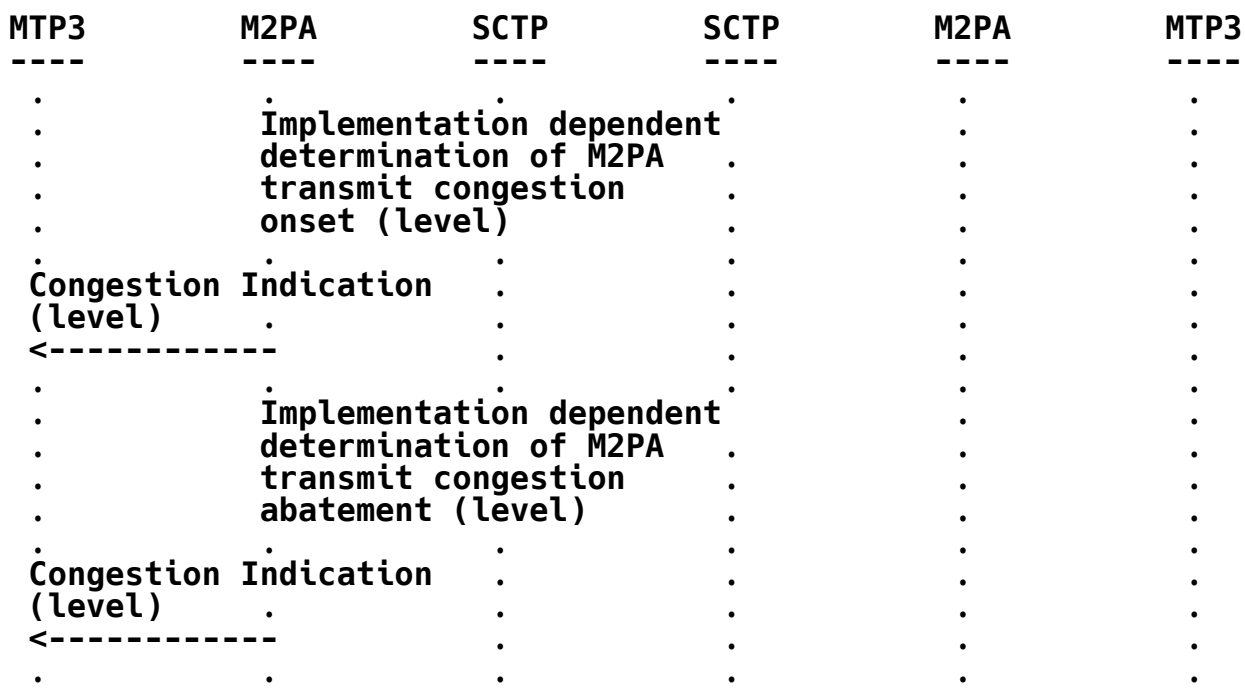 MTP3 M2PA SCTP SCTP M2PA MTP3
---- ---- ---- ---- ---- ----
. . . . . .
. Implementation dependent . .
. determination of M2PA . . .
. transmit congestion . . .
. onset (level) . . .
. . . . . .
Congestion Indication . . . .
(level) . . . . .
<------------ . . . .
. . . . . .
. Implementation dependent . .
. determination of M2PA . . .
. transmit congestion . . .
. abatement (level) . . .
. . . . . .
Congestion Indication . . . .
(level) . . . . .
<------------ . . . .
. . . . . .